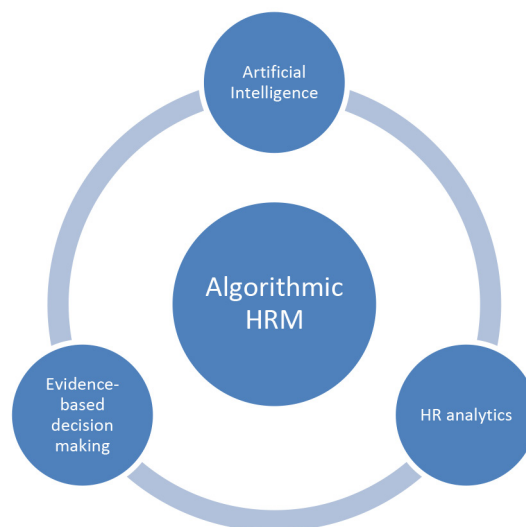 Artificial
Intelligence
Algorithmic
HRM
Evidence-
based
decision
making
HR analytics